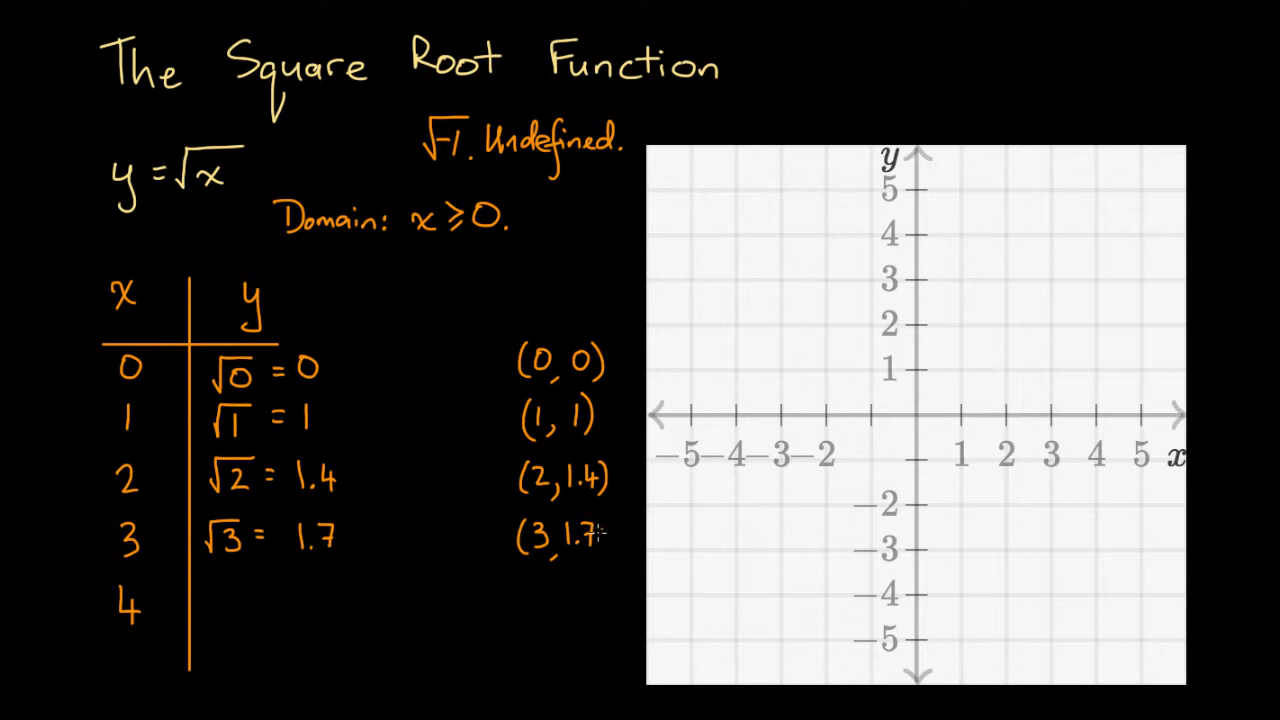 The Square Root Function
√-1. Undefined.
y = √x
Domain: x ⩾ 0.
x y
0 √0 = 0 (0, 0)
1 √1 = 1 (1, 1)
2 √2 = 1.4 (2, 1.4)
3 √3 = 1.7 (3, 1.7
4
y
5
4
3
2
1
-5 -4 -3 -2 1 2 3 4 5 x
-2
-3
-4
-5